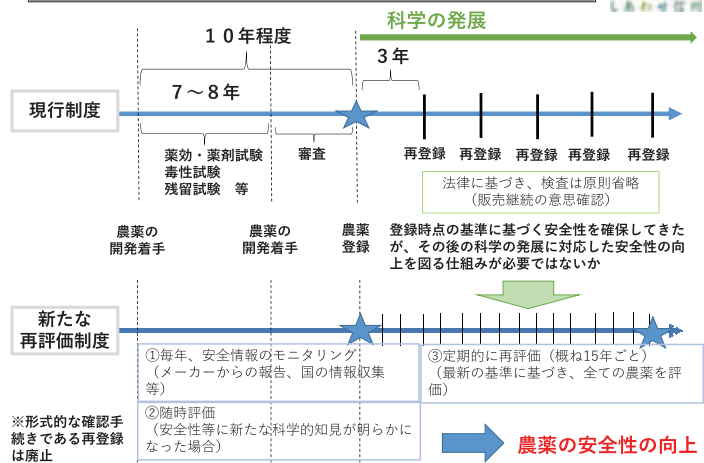 しあわせ信州
科学の発展
１０年程度
３年
７～８年
現行制度
薬効・薬剤試験
毒性試験
残留試験　等
審査
再登録
再登録
再登録
再登録
再登録
法律に基づき、検査は原則省略
（販売継続の意思確認）
農薬の
開発着手
農薬の
開発着手
農薬
登録
登録時点の基準に基づく安全性を確保してきた
が、その後の科学の発展に対応した安全性の向
上を図る仕組みが必要ではないか
新たな
再評価制度
①毎年、安全情報のモニタリング
（メーカーからの報告、国の情報収集
等）
③定期的に再評価（概ね15年ごと）
（最新の基準に基づき、全ての農薬を評
価）
②随時評価
（安全性等に新たな科学的知見が明らかに
なった場合）
※形式的な確認手
続きである再登録
は廃止
農薬の安全性の向上